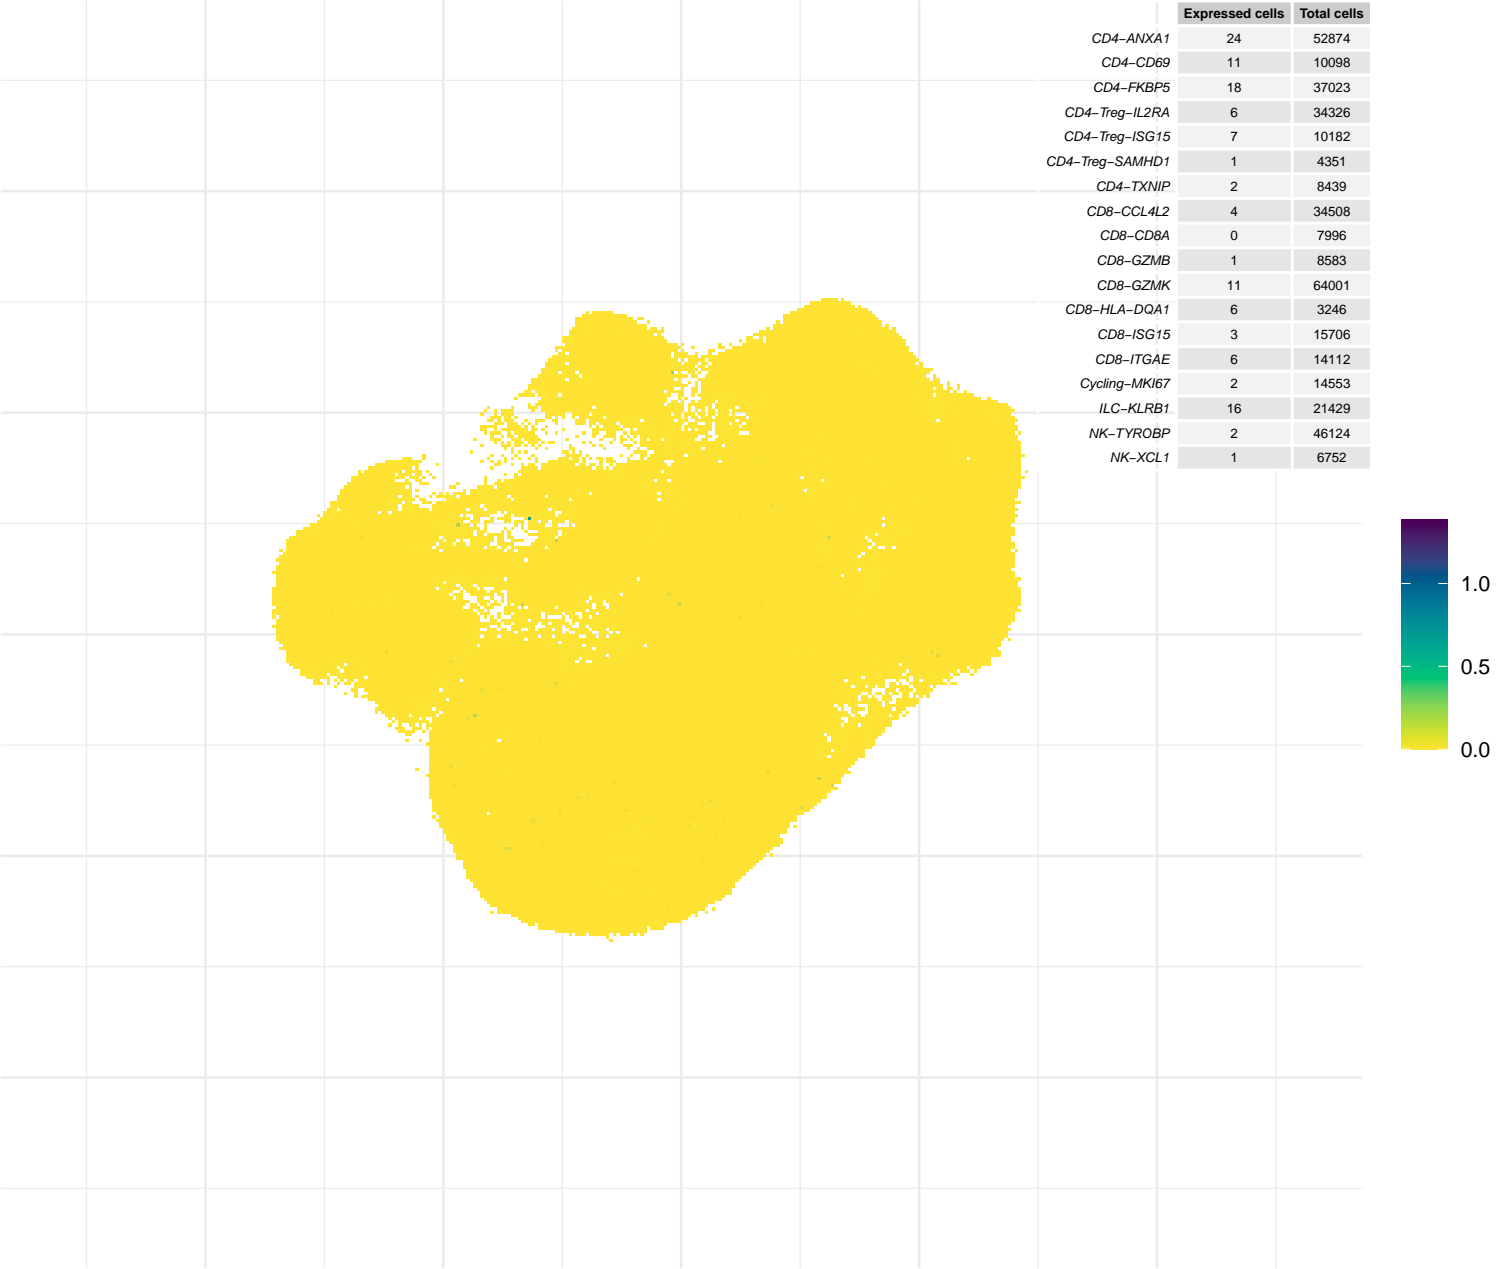 Expressed cells Total cells
CD4−ANXA1 24 52874
CD4−CD69 11 10098
CD4−FKBP5 18 37023
CD4−Treg−IL2RA 6 34326
CD4−Treg−ISG15 7 10182
CD4−Treg−SAMHD1 1 4351
CD4−TXNIP 2 8439
CD8−CCL4L2 4 34508
CD8−CD8A 0 7996
CD8−GZMB 1 8583
CD8−GZMK 11 64001
CD8−HLA−DQA1 6 3246
CD8−ISG15 3 15706
CD8−ITGAE 6 14112
Cycling−MKI67 2 14553
ILC−KLRB1 16 21429
NK−TYROBP 2 46124
NK−XCL1 1 6752
1.0
0.5
0.0